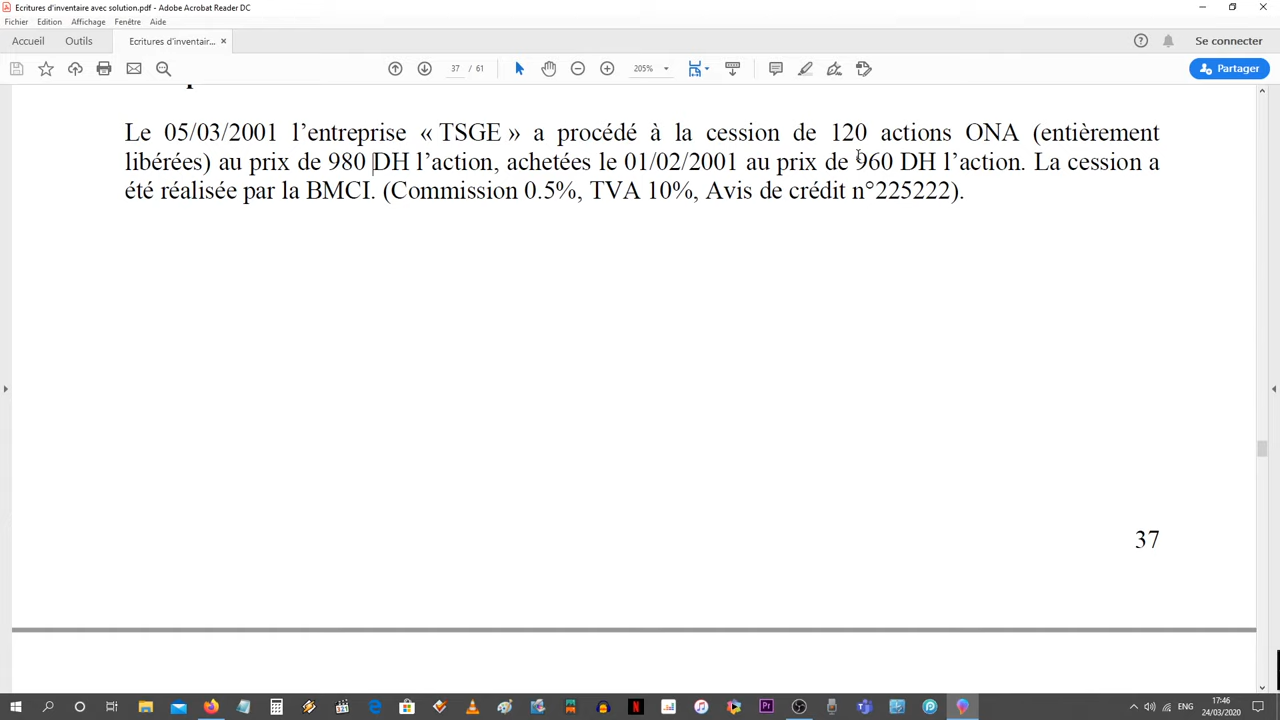 Ecritures d'inventaire avec solution.pdf - Adobe Acrobat Reader DC
Fichier Edition Affichage Fenêtre Aide
Accueil Outils Ecritures d'inventair... × Se connecter
37 / 61 205% Partager
Le 05/03/2001 l'entreprise « TSGE » a procédé à la cession de 120 actions ONA (entièrement
libérées) au prix de 980 DH l'action, achetées le 01/02/2001 au prix de 960 DH l'action. La cession a
été réalisée par la BMCI. (Commission 0.5%, TVA 10%, Avis de crédit n°225222).
37
ENG 17:46
24/03/2020